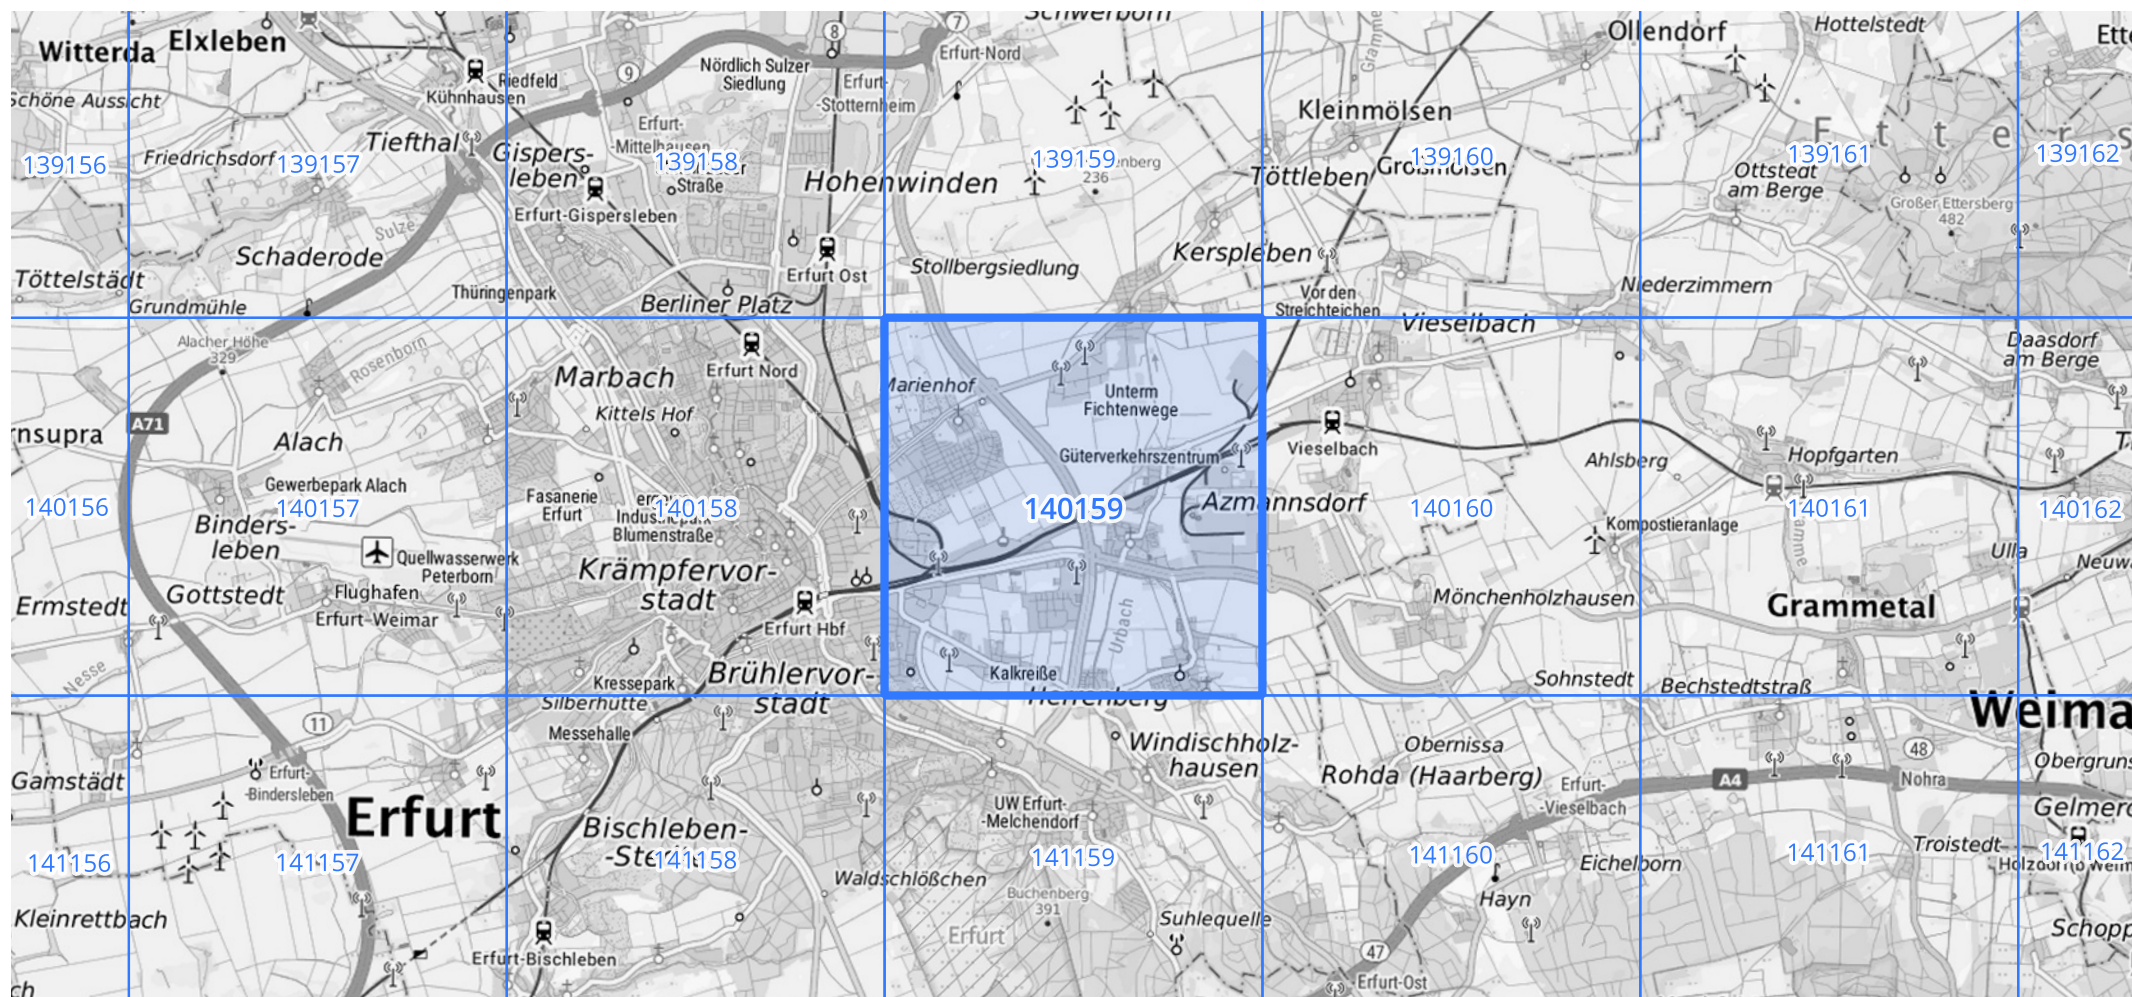 Schwerborn
Witterda
Elxleben
8
7
Erfurt-Nord
Ollendorf
Hottelstedt
Schöne Aussicht
Riedfeld
Kühnhausen
9
Nördlich Sulzer
Siedlung
Erfurt-
-Stotternheim
Kleinmölsen
Tiefthal
Gispers-
leben
Erfurt-
-Mittelhausen
Straße
Friedrichsdorf
139156
139157
139158
139159
139160
139161
139162
236
Großmölsen
E t t e r s
Hohenwinden
Töttleben
Ottstedt
am Berge
Erfurt-Gispersleben
Großer Ettersberg
482
Sulze
Schaderode
Erfurt Ost
Stollbergsiedlung
Kerspleben
Töttelstädt
Grundmühle
Thüringenpark
Berliner Platz
Vor den
Streichteichen
Niederzimmern
Alacher Höhe
329
Rosenborn
Erfurt Nord
Vieselbach
Daasdorf
am Berge
Marbach
Kittels Hof
Marienhof
Unterm
Fichtenwege
A71
Alach
Güterverkehrszentrum
Vieselbach
Ahlsberg
Hopfgarten
Gewerbepark Alach
Fasanerie
Erfurt
Industriepark
Blumenstraße
140156
140157
140158
140159
140160
140161
140162
Azmannsdorf
Binders-
leben
Kompostieranlage
Quellwasserwerk
Peterborn
Ulla
Krämpfervor-
stadt
Ermstedt
Gottstedt
Flughafen
Erfurt-Weimar
Erfurt Hbf
Urbach
Mönchenholzhausen
Grammetal
Nesse
Kressepark
Brühlervor-
stadt
Kalkreiße
Herrenberg
Sohnstedt
Bechstedtstraß
Silberhütte
Messehalle
11
Windischholz-
hausen
Obernissa
48
Gamstädt
Erfurt-
-Bindersleben
Rohda (Haarberg)
Erfurt-
-Vieselbach
A4
Nohra
Erfurt
UW Erfurt-
-Melchendorf
Bischleben-
141156
141157
141158
141159
141160
141161
141162
Troistedt
Eichelborn
Waldschlößchen
Buchenberg
391
Hayn
Kleinrettbach
Suhlequelle
Erfurt
Erfurt-Bischleben
47
Erfurt-Ost